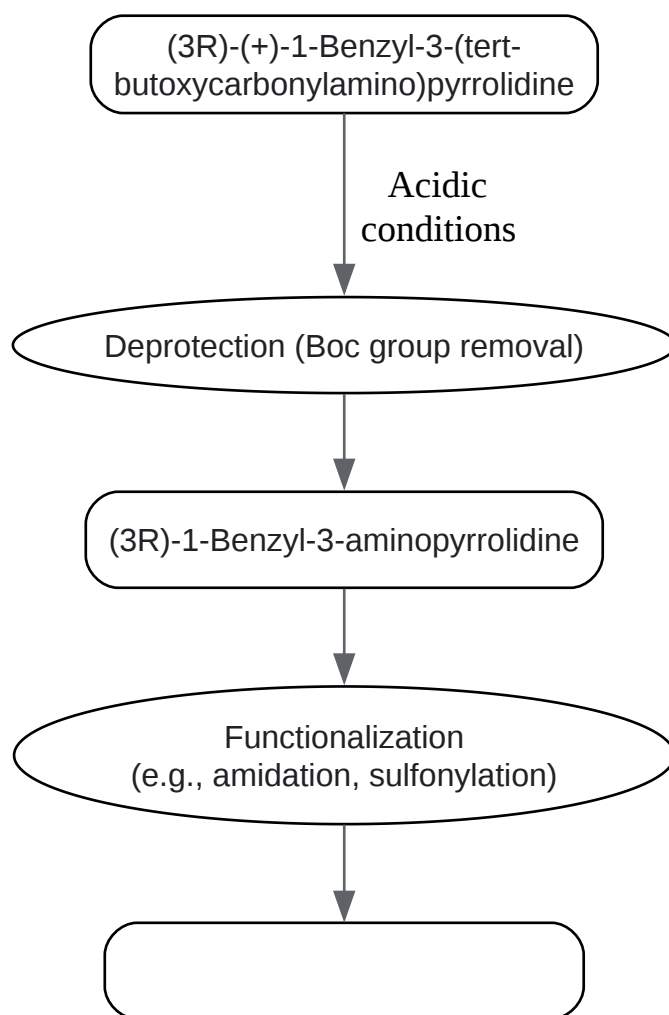 (3R)-(+)-1-Benzyl-3-(tert-
butoxycarbonylamino)pyrrolidine
Acidic
conditions
Deprotection (Boc group removal)
(3R)-1-Benzyl-3-aminopyrrolidine
Functionalization
(e.g., amidation, sulfonylation)